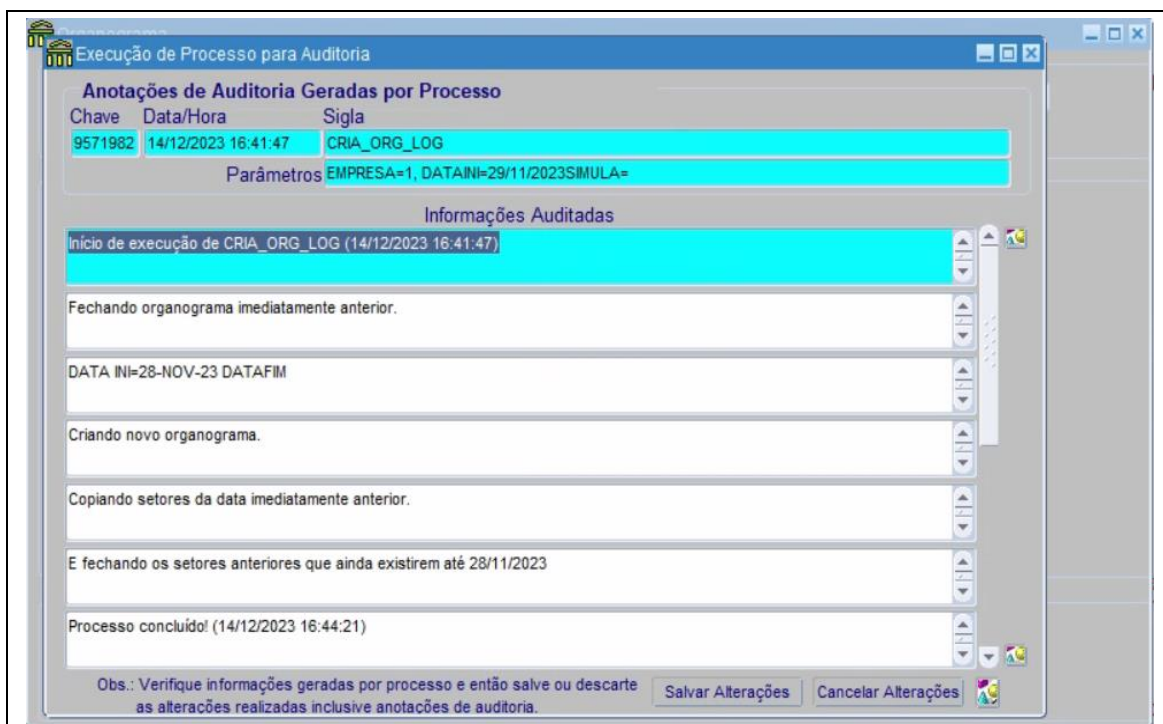 Organograma
Execução de Processo para Auditoria
Anotações de Auditoria Geradas por Processo
Chave Data/Hora Sigla
9571982 14/12/2023 16:41:47 CRIA_ORG_LOG
Parâmetros EMPRESA=1, DATAINI=29/11/2023SIMULA=
Informações Auditadas
Início de execução de CRIA_ORG_LOG (14/12/2023 16:41:47)
Fechando organograma imediatamente anterior.
DATA INI=28-NOV-23 DATAFIM
Criando novo organograma.
Copiando setores da data imediatamente anterior.
E fechando os setores anteriores que ainda existirem até 28/11/2023
Processo concluído! (14/12/2023 16:44:21)
Obs.: Verifique informações geradas por processo e então salve ou descarte
as alterações realizadas inclusive anotações de auditoria.
Salvar Alterações Cancelar Alterações